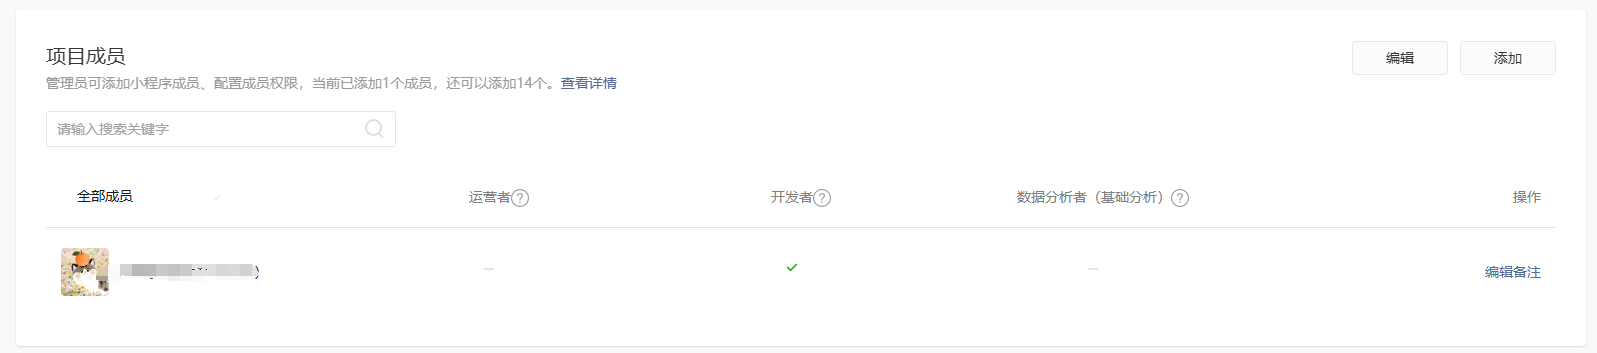 项目成员
编辑
添加
管理员可添加小程序成员、配置成员权限，当前已添加1个成员，还可以添加14个。查看详情
请输入搜索关键字
全部成员 运营者? 开发者? 数据分析者（基础分析）? 操作
编辑备注